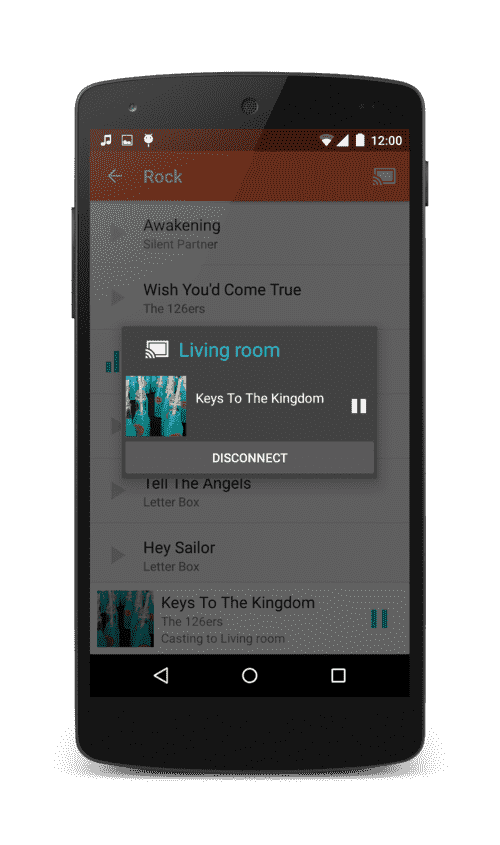 12:00
Rock
Awakening
Silent Partner
Wish You'd Come True
The 126ers
Living room
Keys To The Kingdom
DISCONNECT
Tell The Angels
Letter Box
Hey Sailor
Letter Box
Keys To The Kingdom
The 126ers
Casting to Living room